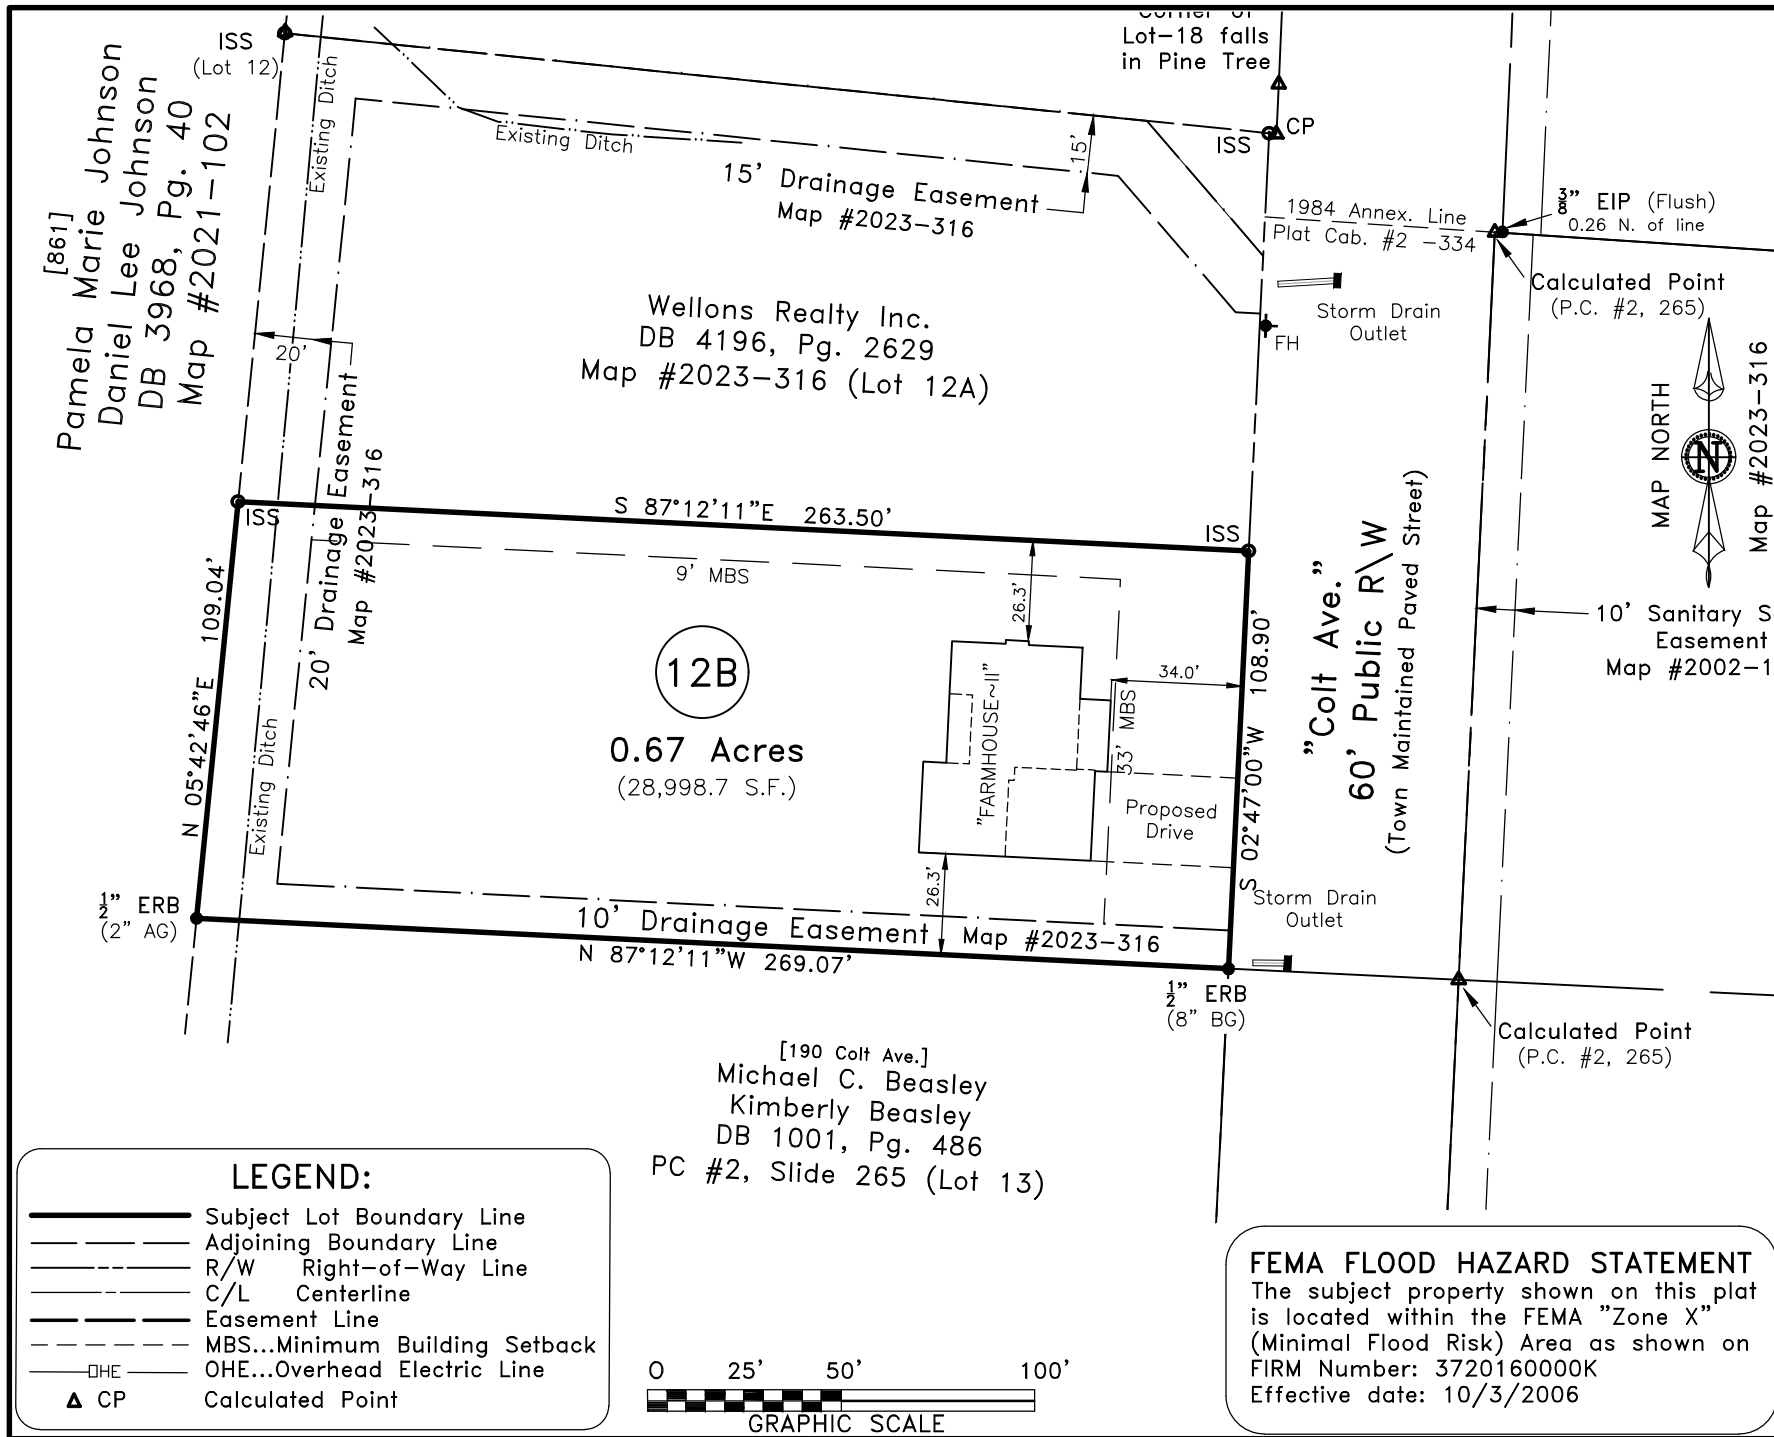 ISS
(Lot 12)
Corner of
Lot-18 falls
in Pine Tree
CP
ISS
Existing Ditch
Existing Ditch
15'
15' Drainage Easement
Map #2023-316
1984 Annex. Line
Plat Cab. #2 -334
3/8" EIP (Flush)
0.26 N. of line
Calculated Point
(P.C. #2, 265)
[861]
Pamela Marie Johnson
Daniel Lee Johnson
DB 3968, Pg. 40
Map #2021-102
Wellons Realty Inc.
DB 4196, Pg. 2629
Map #2023-316 (Lot 12A)
Storm Drain
Outlet
FH
20'
20' Drainage Easement
Map #2023-316
MAP NORTH
N
Map #2023-316
ISS
S 87°12'11"E 263.50'
ISS
9' MBS
26.3'
N 05°42'46"E 109.04'
12B
0.67 Acres
(28,998.7 S.F.)
"FARMHOUSE~II"
34.0'
33' MBS
Proposed
Drive
S 02°47'00"W 108.90'
"Colt Ave."
60' Public R\W
(Town Maintained Paved Street)
10' Sanitary S
Easement
Map #2002-1
Existing Ditch
26.3'
1/2" ERB
(2" AG)
10' Drainage Easement Map #2023-316
N 87°12'11"W 269.07'
Storm Drain
Outlet
1/2" ERB
(8" BG)
Calculated Point
(P.C. #2, 265)
[190 Colt Ave.]
Michael C. Beasley
Kimberly Beasley
DB 1001, Pg. 486
PC #2, Slide 265 (Lot 13)
LEGEND:
Subject Lot Boundary Line
Adjoining Boundary Line
R/W Right-of-Way Line
C/L Centerline
Easement Line
MBS...Minimum Building Setback
OHE OHE...Overhead Electric Line
CP Calculated Point
0 25' 50' 100'
GRAPHIC SCALE
FEMA FLOOD HAZARD STATEMENT
The subject property shown on this plat
is located within the FEMA "Zone X"
(Minimal Flood Risk) Area as shown on
FIRM Number: 3720160000K
Effective date: 10/3/2006